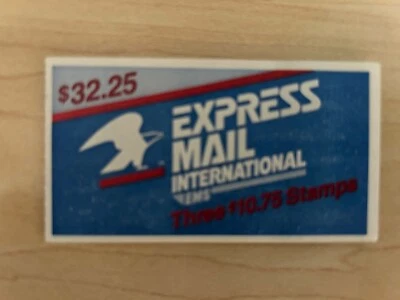 $32.25
EXPRESS
MAIL
INTERNATIONAL
EMS
Three $10.75 Stamps